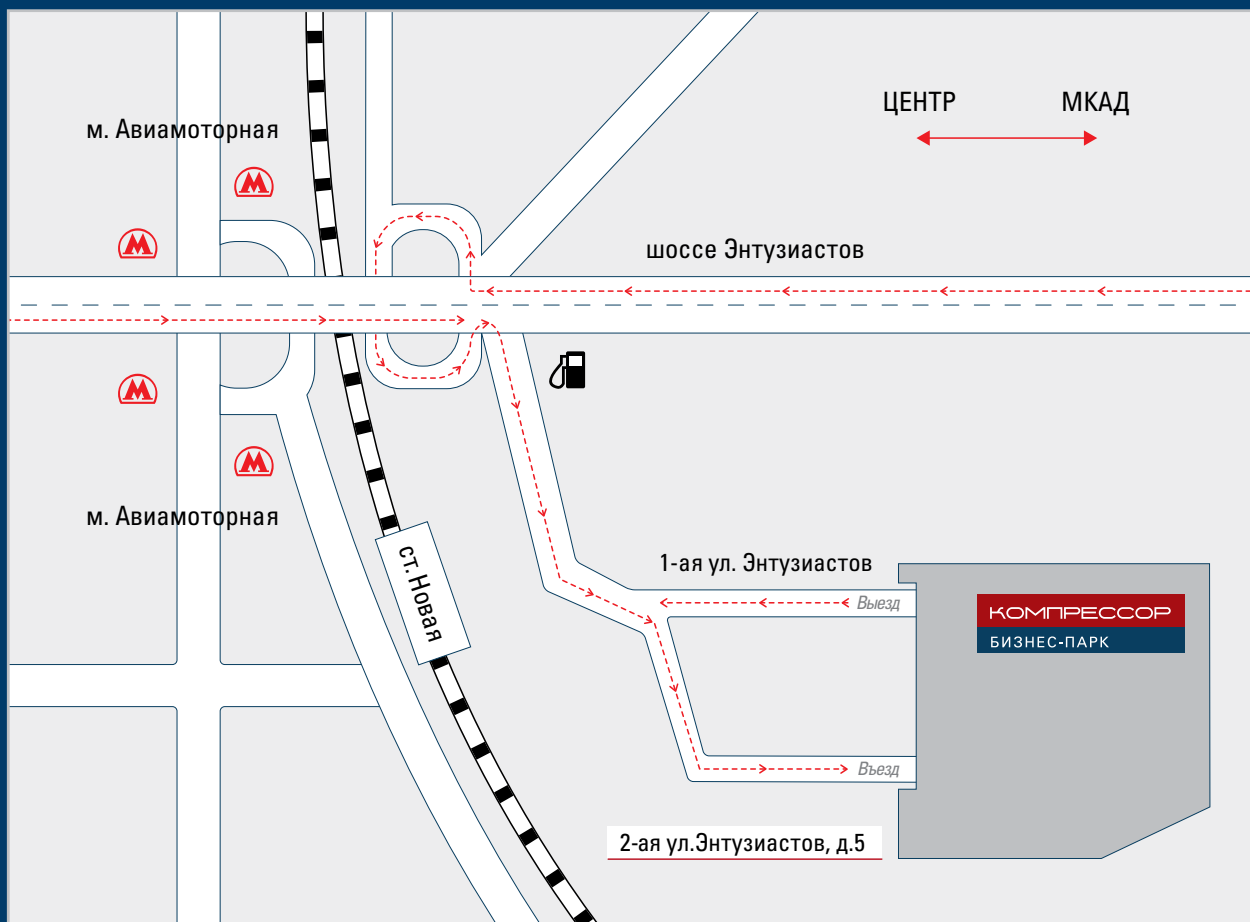 ЦЕНТР
МКАД
м. Авиамоторная
шоссе Энтузиастов
м. Авиамоторная
ст. Новая
1-ая ул. Энтузиастов
Выезд
КОМПРЕССОР
БИЗНЕС-ПАРК
Въезд
2-ая ул.Энтузиастов, д.5